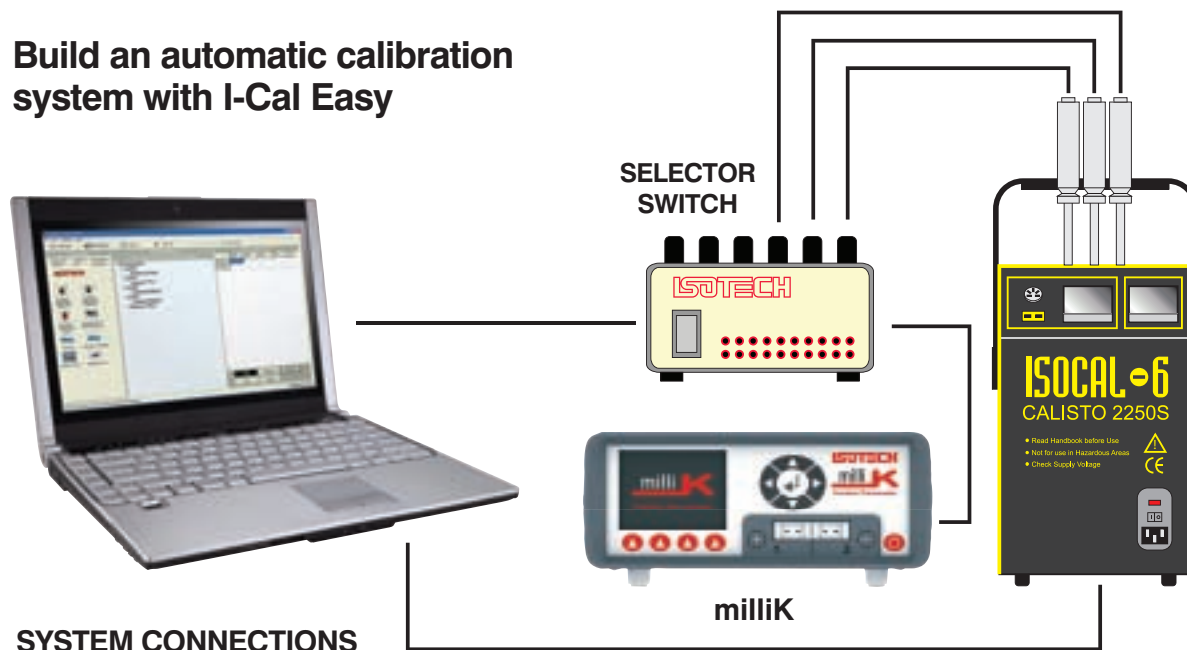 Build an automatic calibration
system with I-Cal Easy
SELECTOR
SWITCH
ISOTECH
ISOTECH
milliK
milliK
ISOCAL-6
CALISTO 2250S
• Read Handbook before Use
• Not for use in Hazardous Areas
• Check Supply Voltage
CE
SYSTEM CONNECTIONS